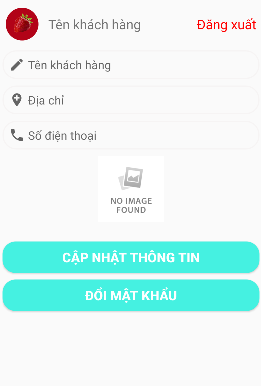 Tên khách hàng
Đăng xuất
Tên khách hàng
Địa chỉ
Số điện thoại
NO IMAGE
FOUND
CẬP NHẬT THÔNG TIN
ĐỔI MẬT KHẨU